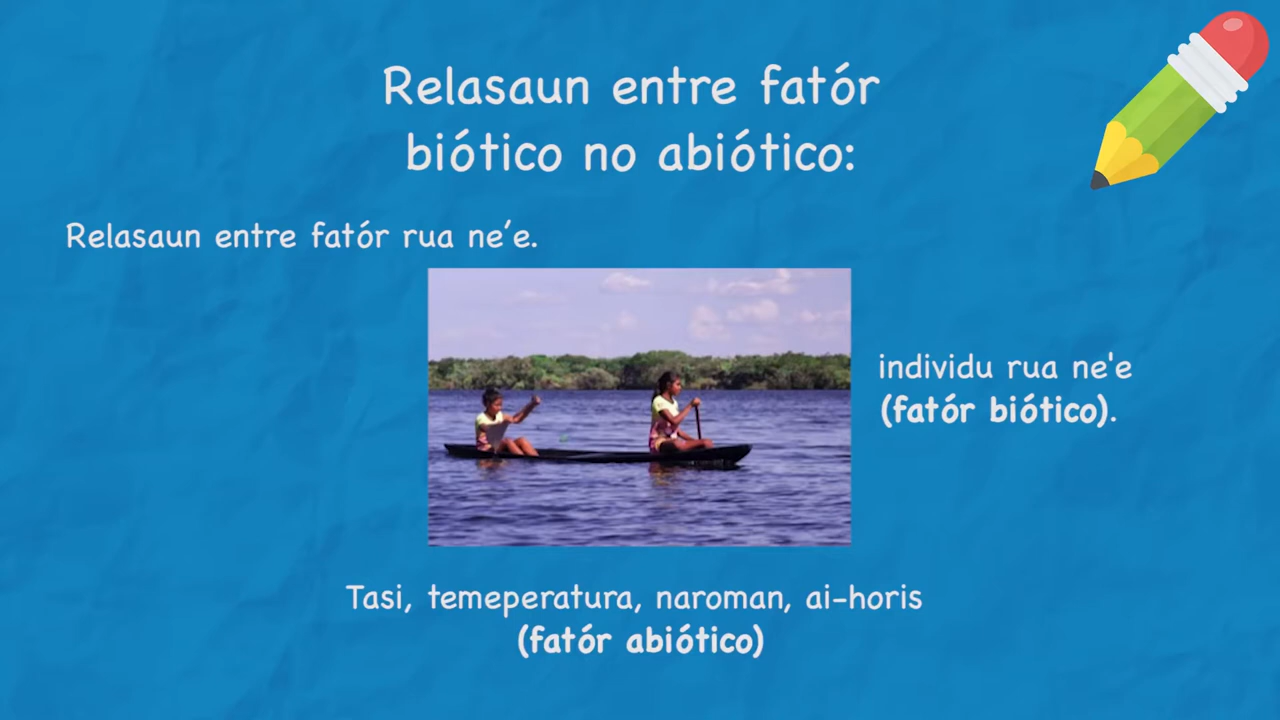 Relasaun entre fatór
biótico no abiótico:
Relasaun entre fatór rua ne’e.
individu rua ne'e
(fatór biótico).
Tasi, temeperatura, naroman, ai-horis
(fatór abiótico)